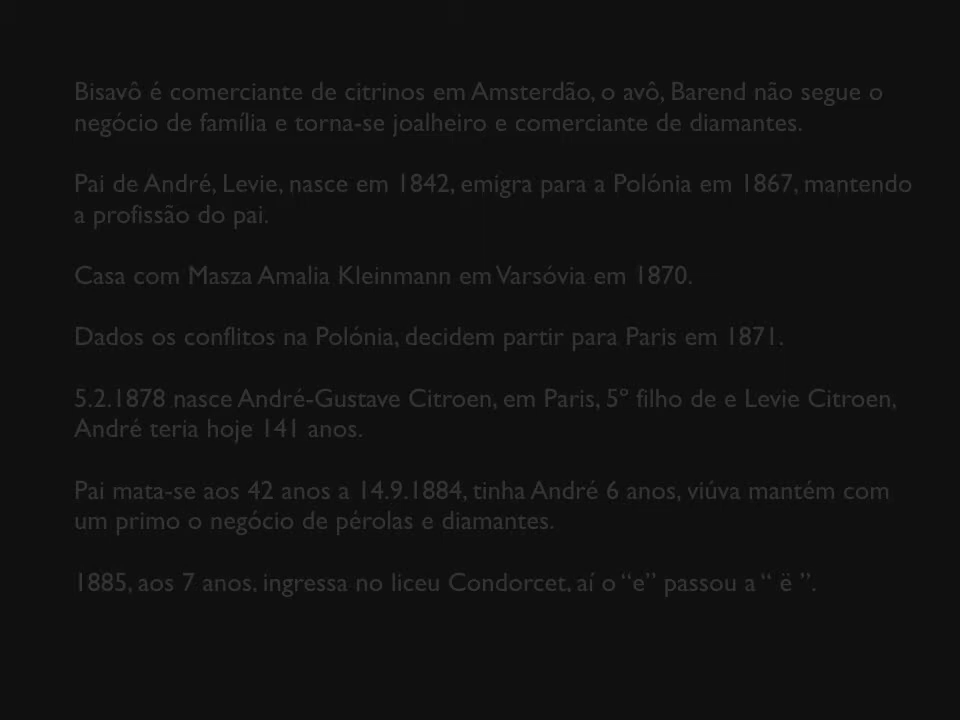 Bisavô é comerciante de citrinos em Amsterdão, o avô, Barend não segue o
negócio de família e torna-se joalheiro e comerciante de diamantes.
Pai de André, Levie, nasce em 1842, emigra para a Polónia em 1867, mantendo
a profissão do pai.
Casa com Masza Amalia Kleinmann em Varsóvia em 1870.
Dados os conflitos na Polónia, decidem partir para Paris em 1871.
5.2.1878 nasce André-Gustave Citroen, em Paris, 5º filho de e Levie Citroen,
André teria hoje 141 anos.
Pai mata-se aos 42 anos a 14.9.1884, tinha André 6 anos, viúva mantém com
um primo o negócio de pérolas e diamantes.
1885, aos 7 anos, ingressa no liceu Condorcet, aí o “e” passou a “ ë ”.